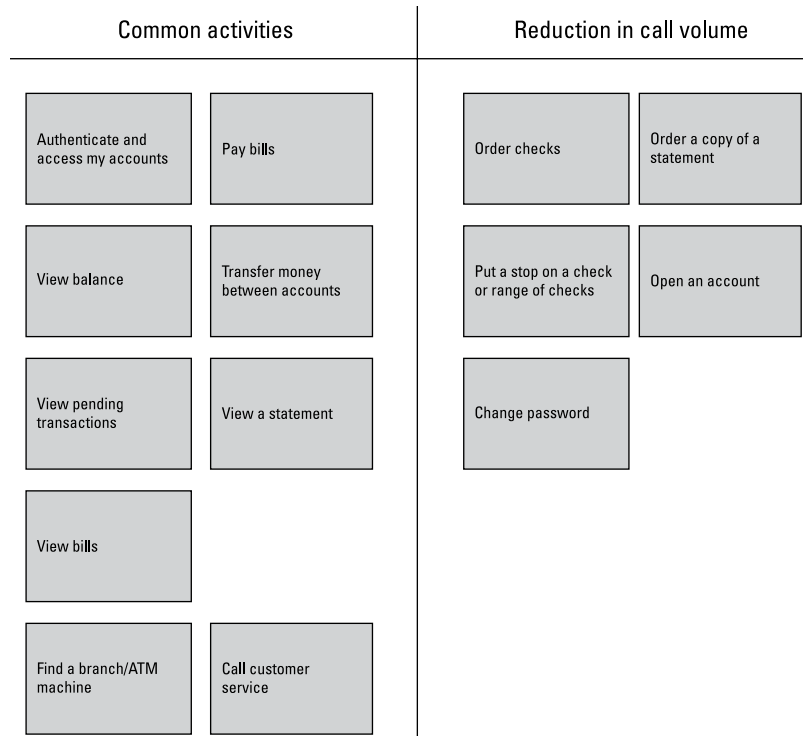 Common activities
Reduction in call volume
Authenticate and
access my accounts
Pay bills
View balance
Transfer money
between accounts
View pending
transactions
View a statement
View bills
Find a branch/ATM
machine
Call customer
service
Order checks
Order a copy of a
statement
Put a stop on a check
or range of checks
Open an account
Change password